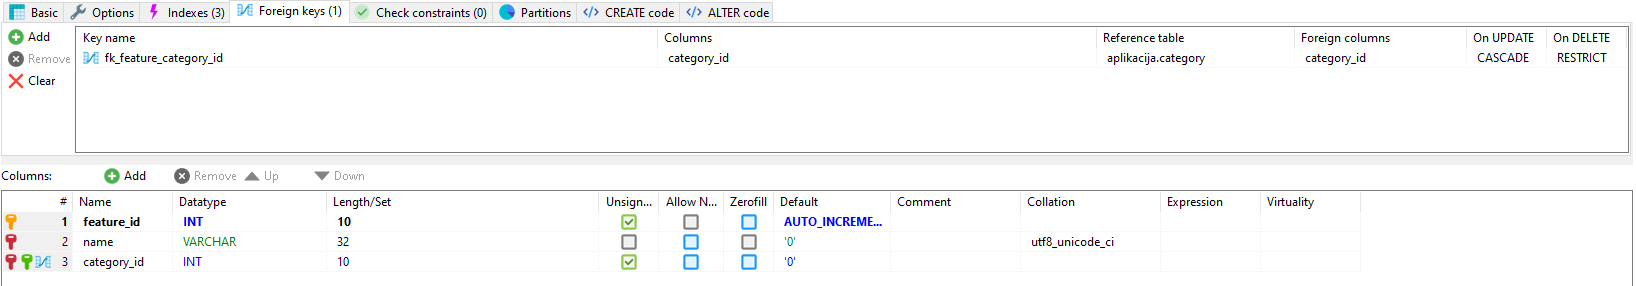 Basic Options Indexes (3) Foreign keys (1) Check constraints (0) Partitions CREATE code ALTER code
Add
Remove
Clear
Key name Columns Reference table Foreign columns On UPDATE On DELETE
fk_feature_category_id category_id aplikacija.category category_id CASCADE RESTRICT
Columns: Add Remove Up Down
# Name Datatype Length/Set Unsign... Allow N... Zerofill Default Comment Collation Expression Virtuality
1 feature_id INT 10 AUTO_INCREME...
2 name VARCHAR 32 '0' utf8_unicode_ci
3 category_id INT 10 '0'